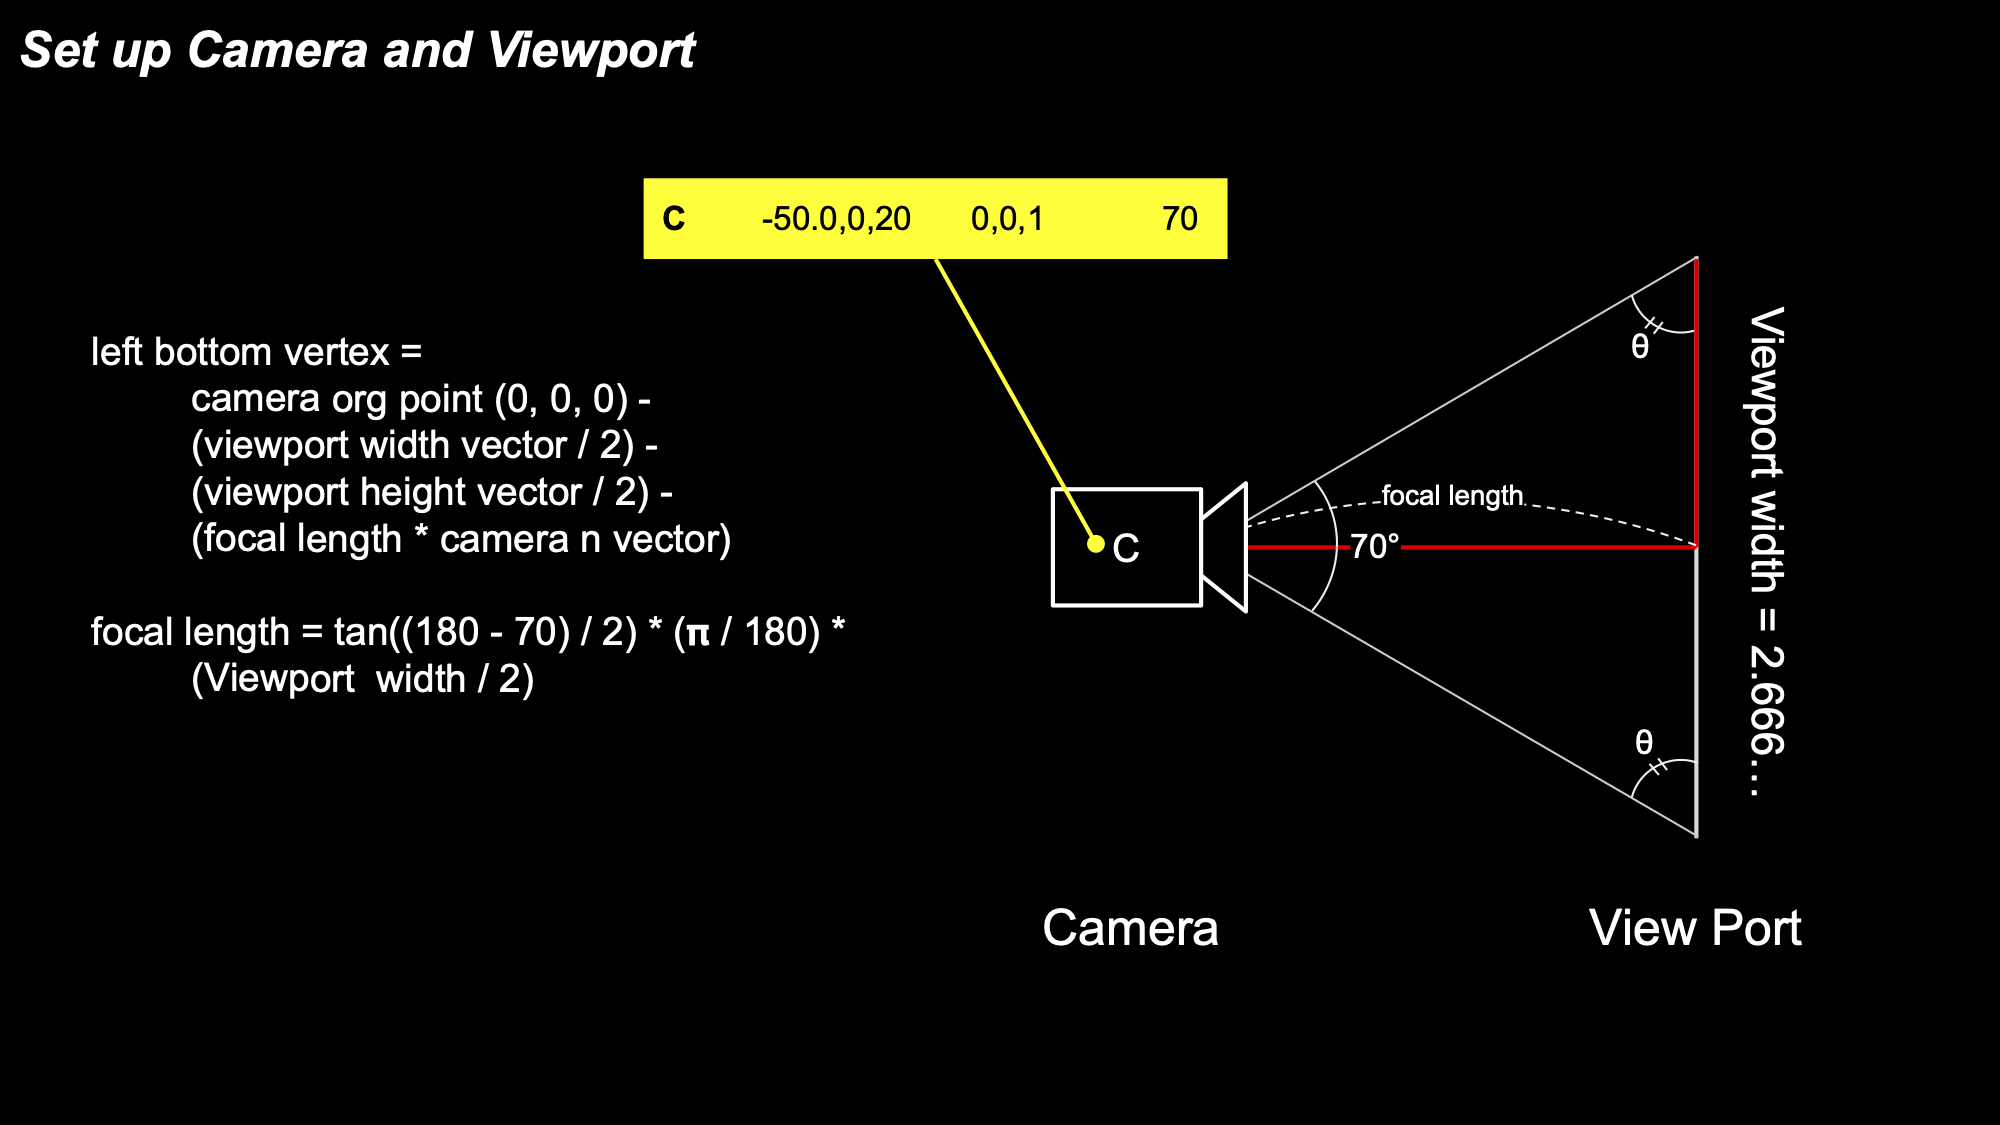 Set up Camera and Viewport
C -50.0,0,20 0,0,1 70
left bottom vertex =
camera org point (0, 0, 0) -
(viewport width vector / 2) -
(viewport height vector / 2) -
(focal length * camera n vector)
focal length = tan((180 - 70) / 2) * (π / 180) *
(Viewport width / 2)
C
focal length
70°
θ
θ
Viewport width = 2.666...
Camera
View Port